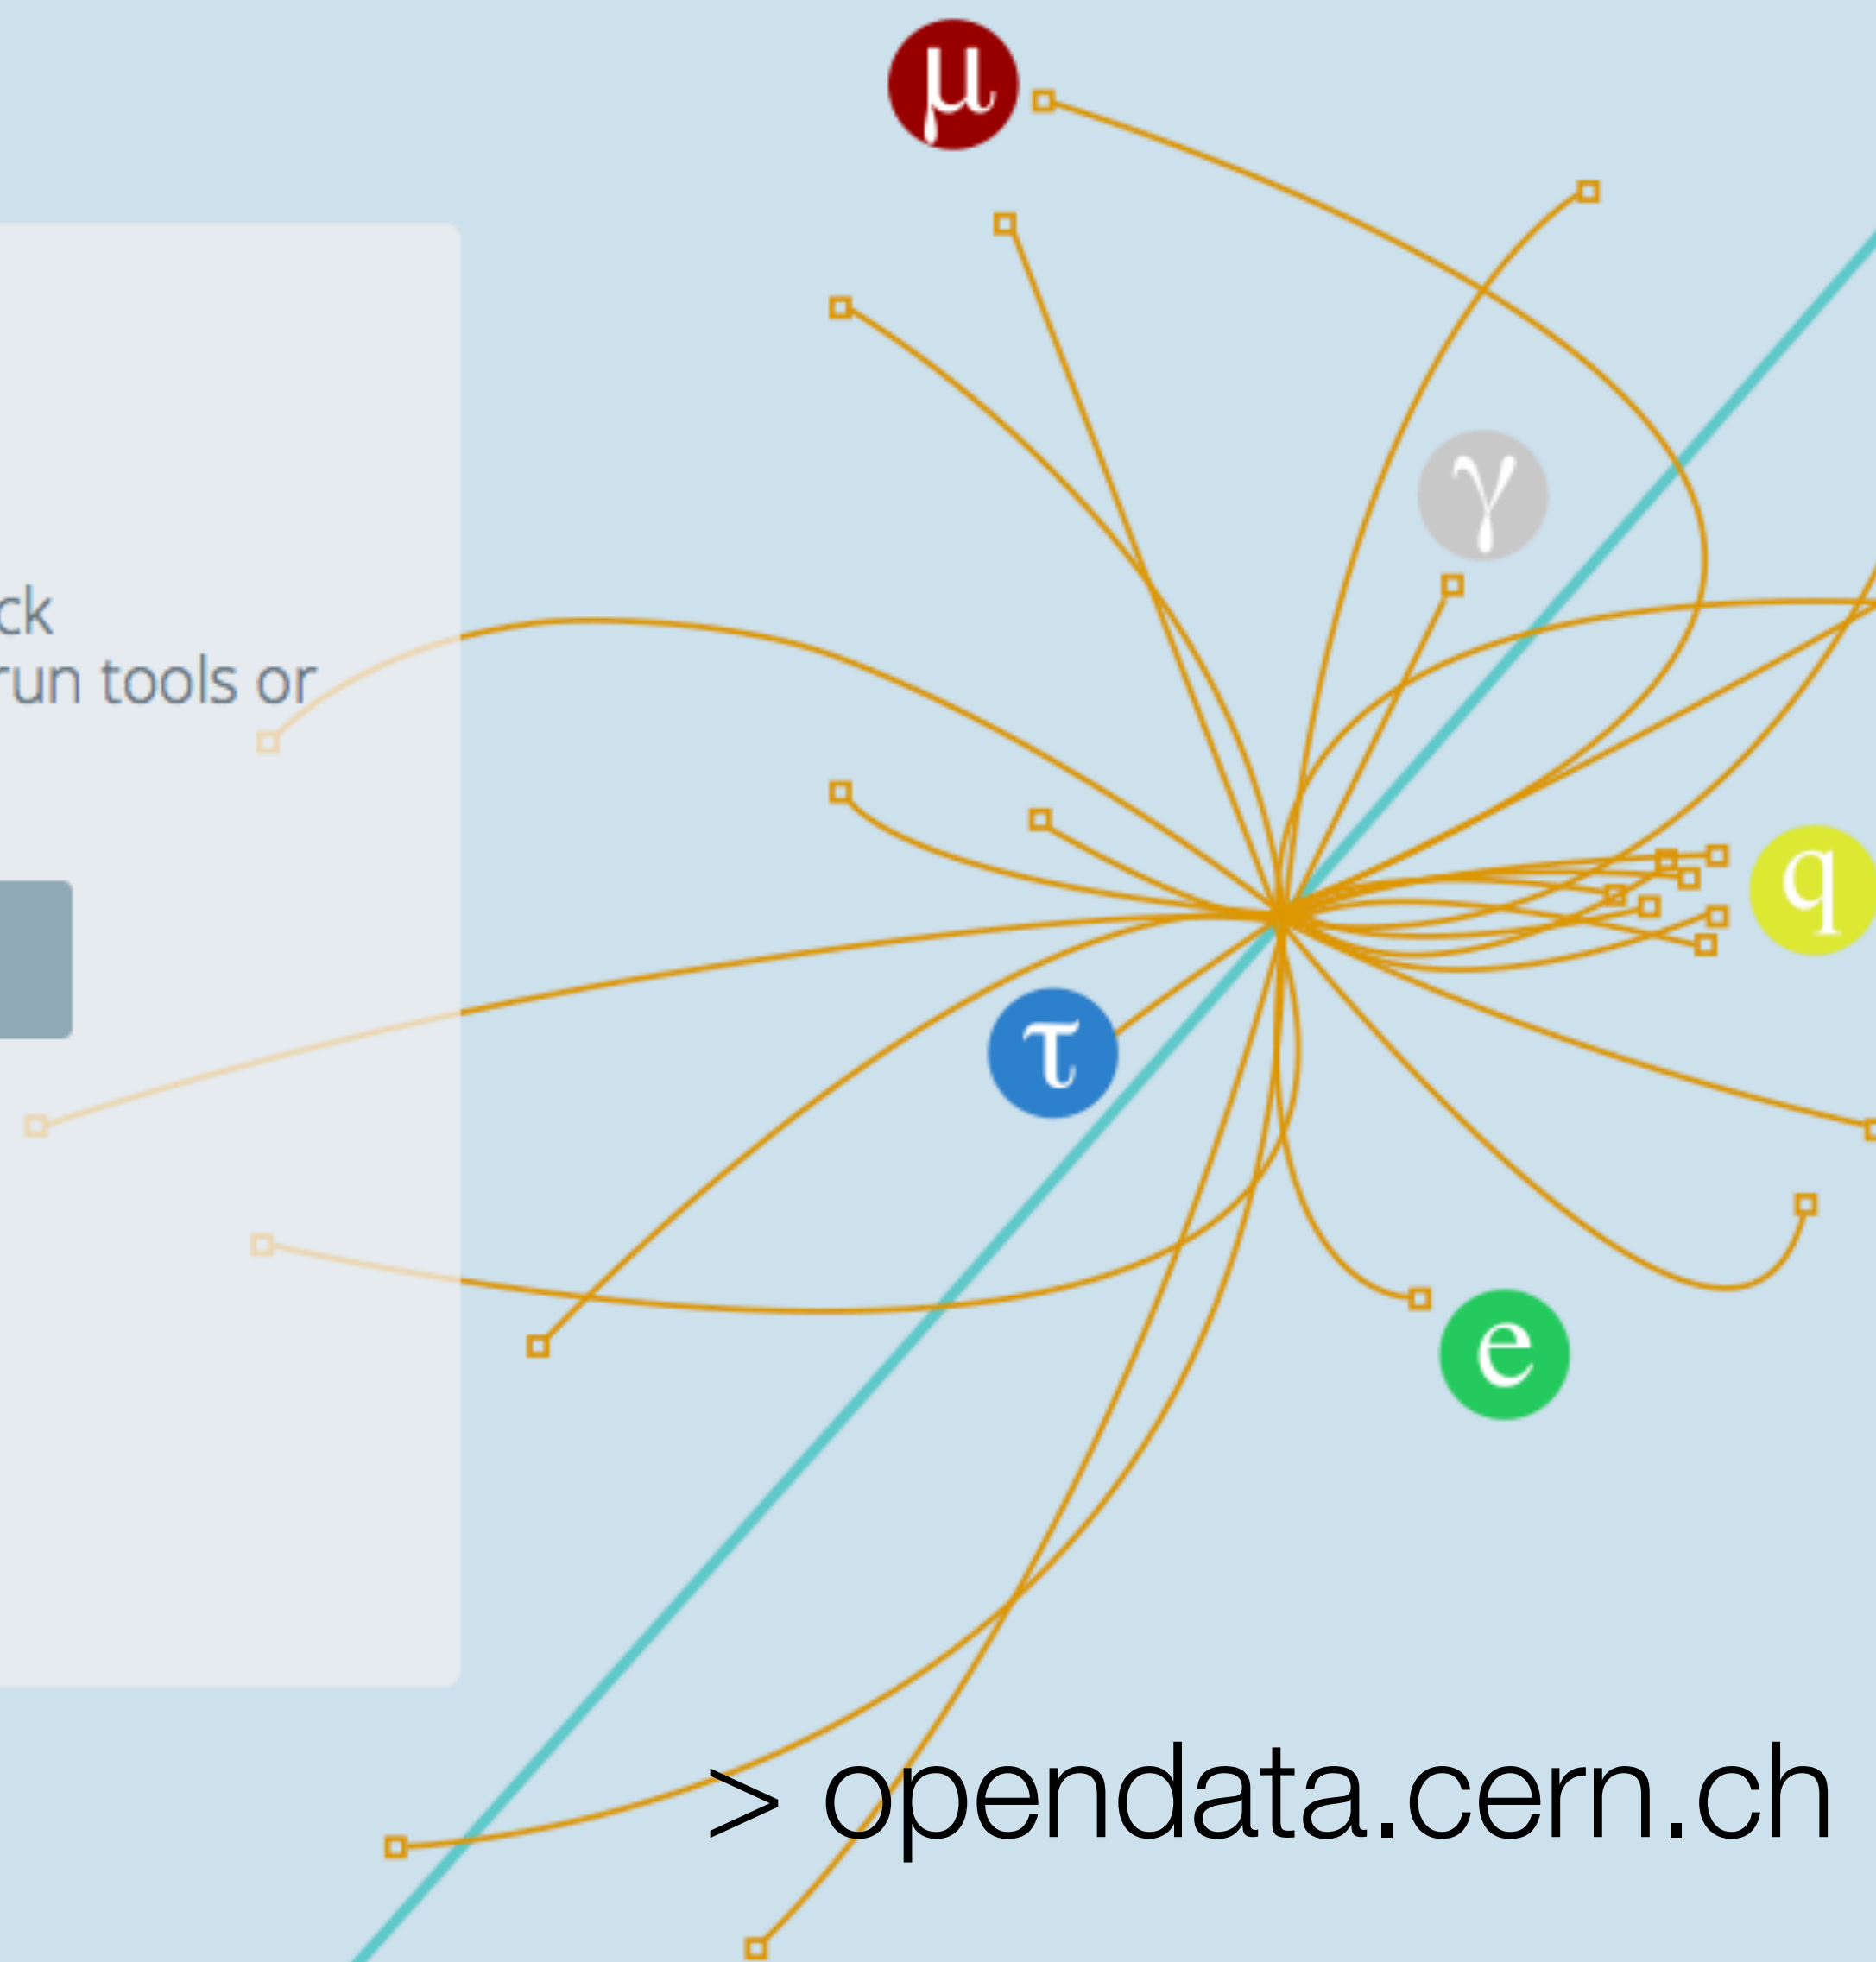 μ
γ
ck
run tools or
q
τ
e
> opendata.cern.ch